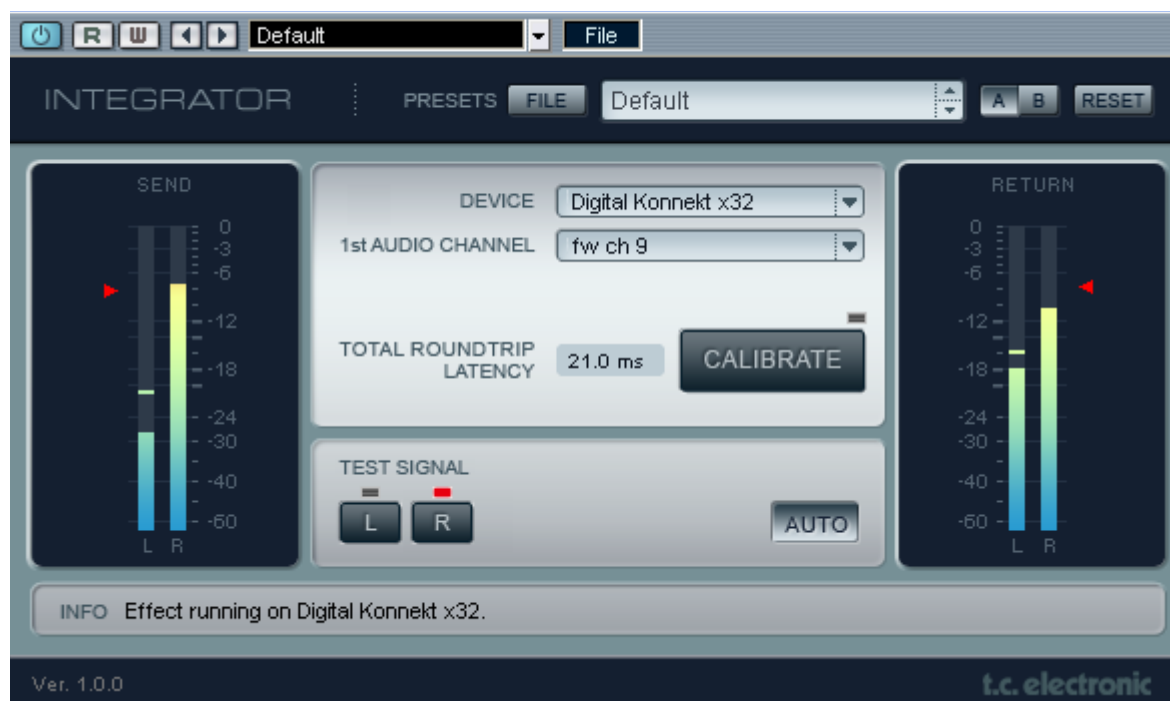 R W Default File
INTEGRATOR PRESETS FILE Default A B RESET
SEND
0
-3
-6
-12
-18
-24
-30
-40
-60
L R
DEVICE Digital Konnekt x32
1st AUDIO CHANNEL fw ch 9
TOTAL ROUNDTRIP
LATENCY
21.0 ms
CALIBRATE
TEST SIGNAL
L R AUTO
RETURN
0
-3
-6
-12
-18
-24
-30
-40
-60
L R
INFO Effect running on Digital Konnekt x32.
Ver. 1.0.0
t.c. electronic